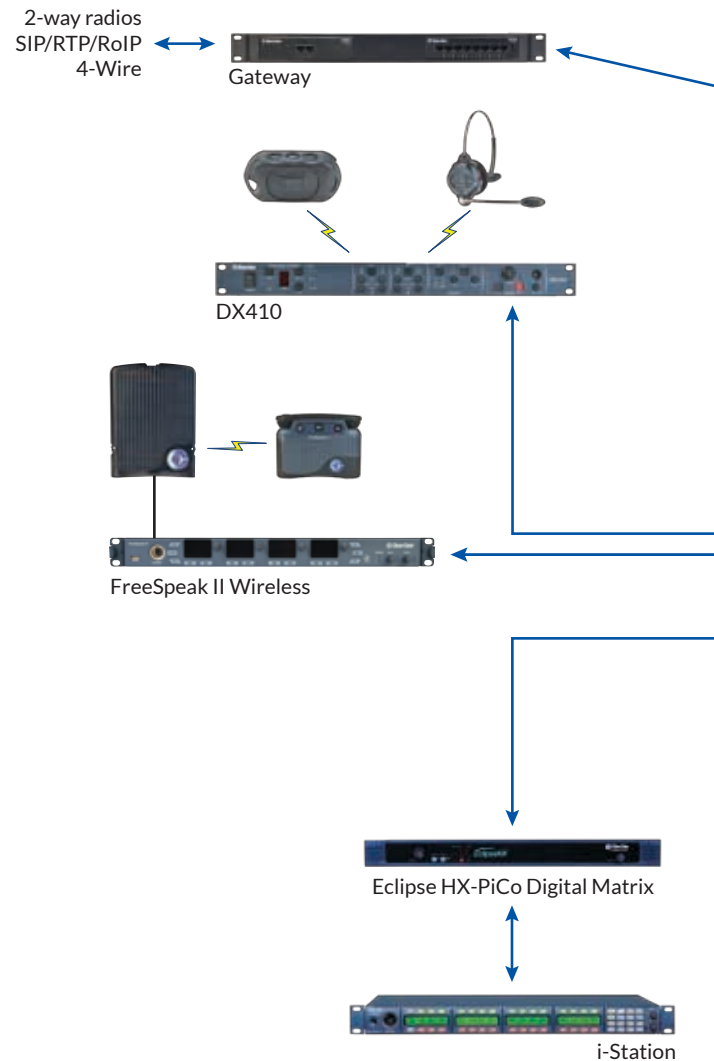 2-way radios
SIP/RTP/RoIP
4-Wire
Gateway
DX410
FreeSpeak II Wireless
Eclipse HX-PiCo Digital Matrix
i-Station